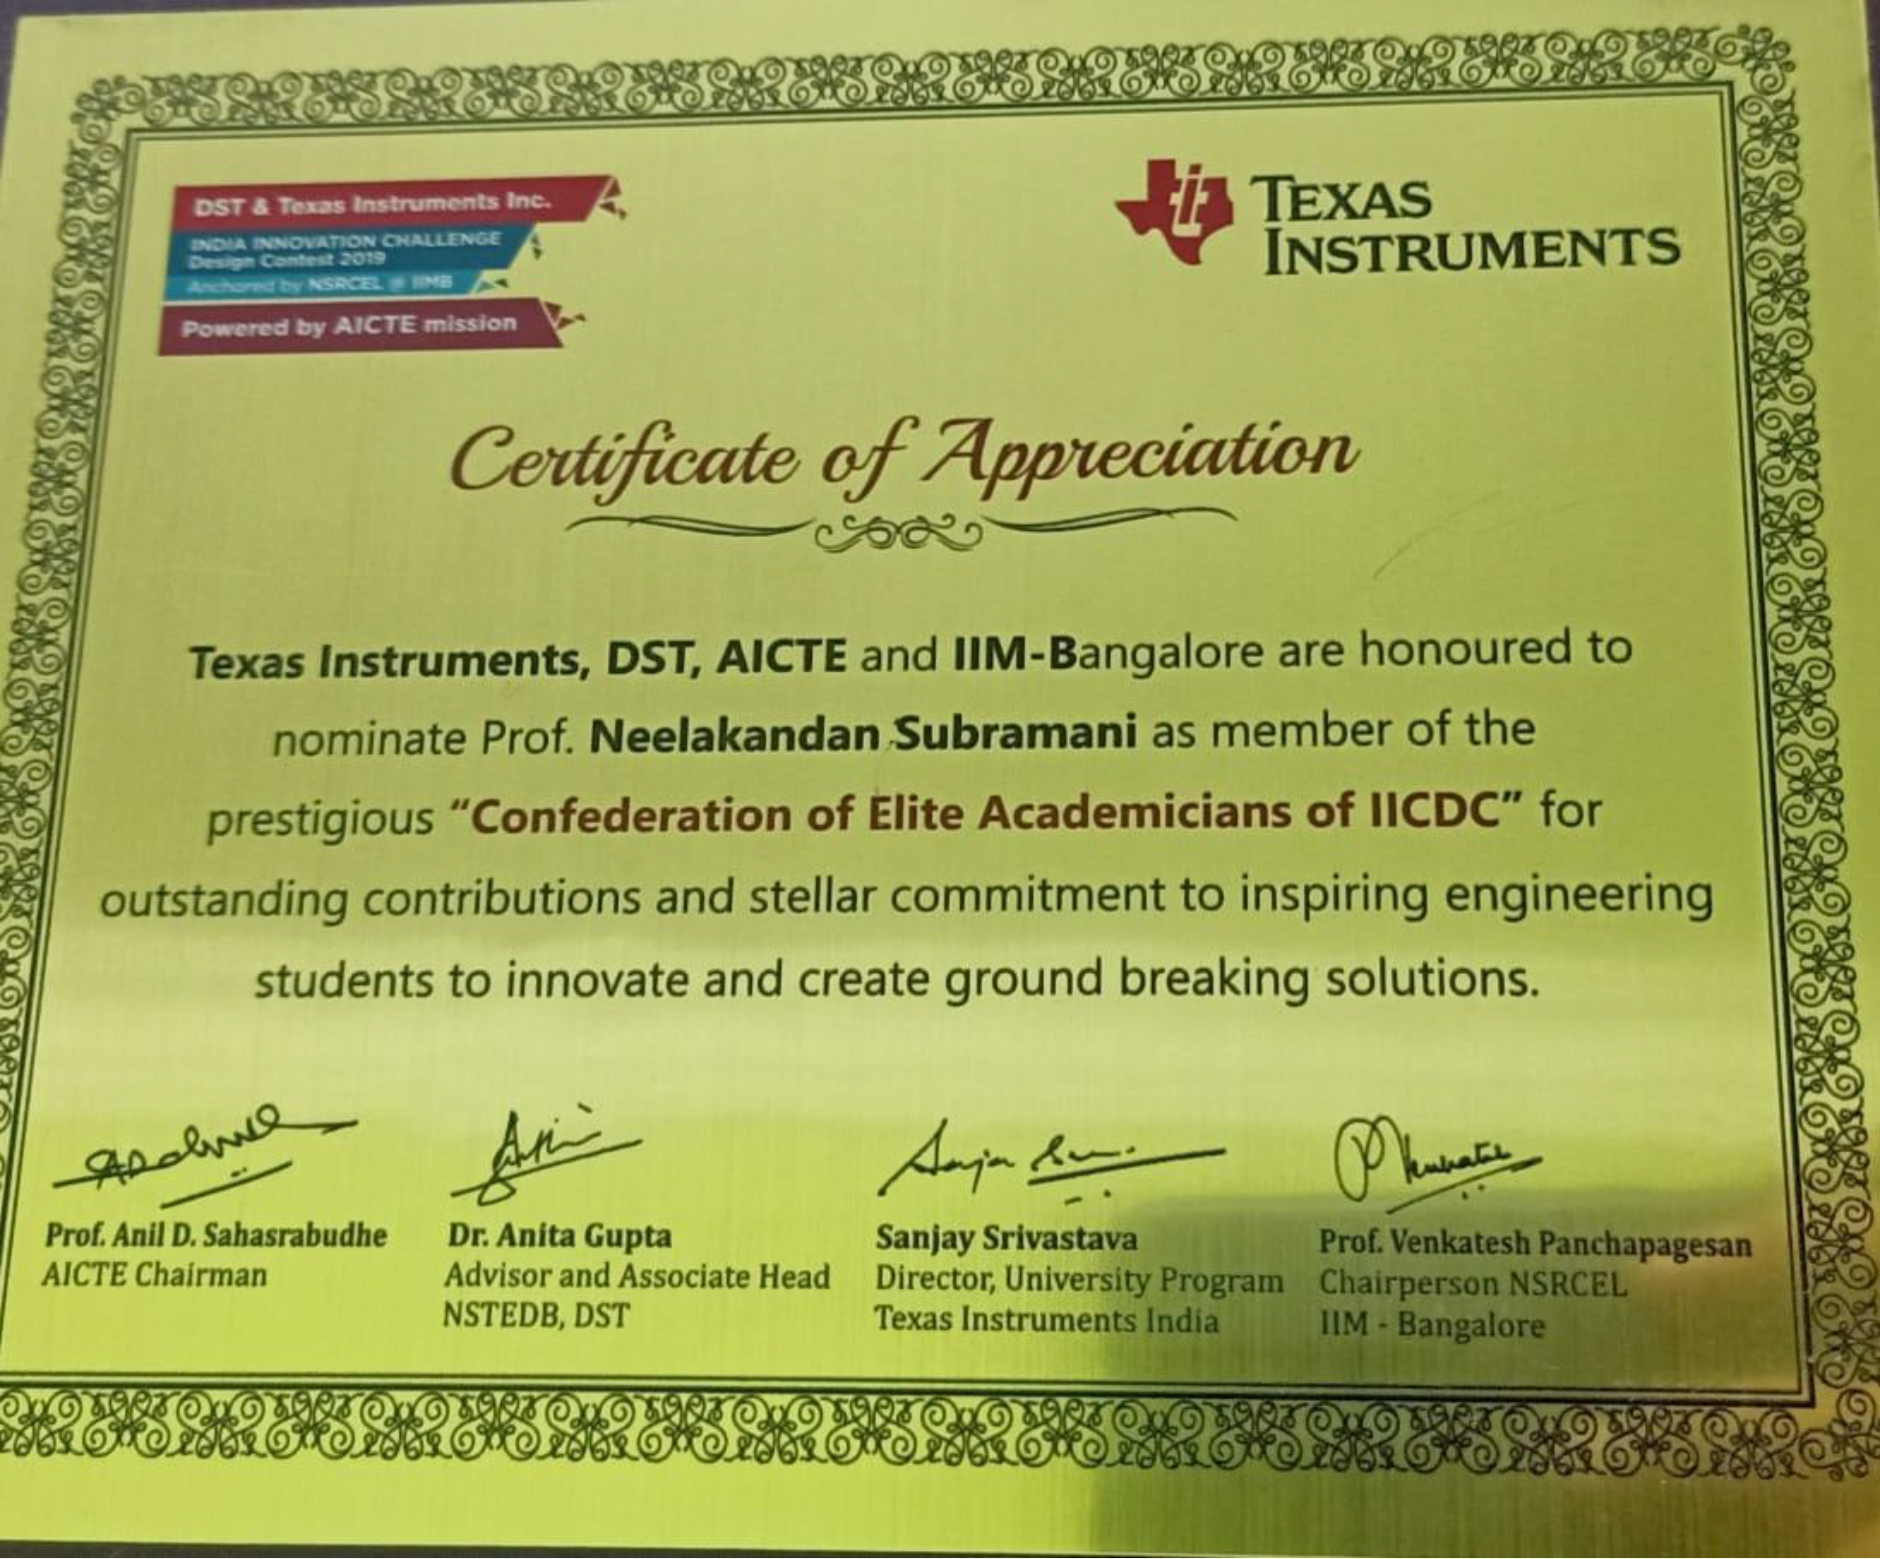 DST & Texas Instruments Inc.
INDIA INNOVATION CHALLENGE
Design Contest 2019
Anchored by NSRCEL @ IIMB
Powered by AICTE mission
TEXAS
INSTRUMENTS
Certificate of Appreciation
Texas Instruments, DST, AICTE and IIM-Bangalore are honoured to
nominate Prof. Neelakandan Subramani as member of the
prestigious “Confederation of Elite Academicians of IICDC” for
outstanding contributions and stellar commitment to inspiring engineering
students to innovate and create ground breaking solutions.
Prof. Anil D. Sahasrabudhe
AICTE Chairman
Dr. Anita Gupta
Advisor and Associate Head
NSTEDB, DST
Sanjay Srivastava
Director, University Program
Texas Instruments India
Prof. Venkatesh Panchapagesan
Chairperson NSRCEL
IIM - Bangalore